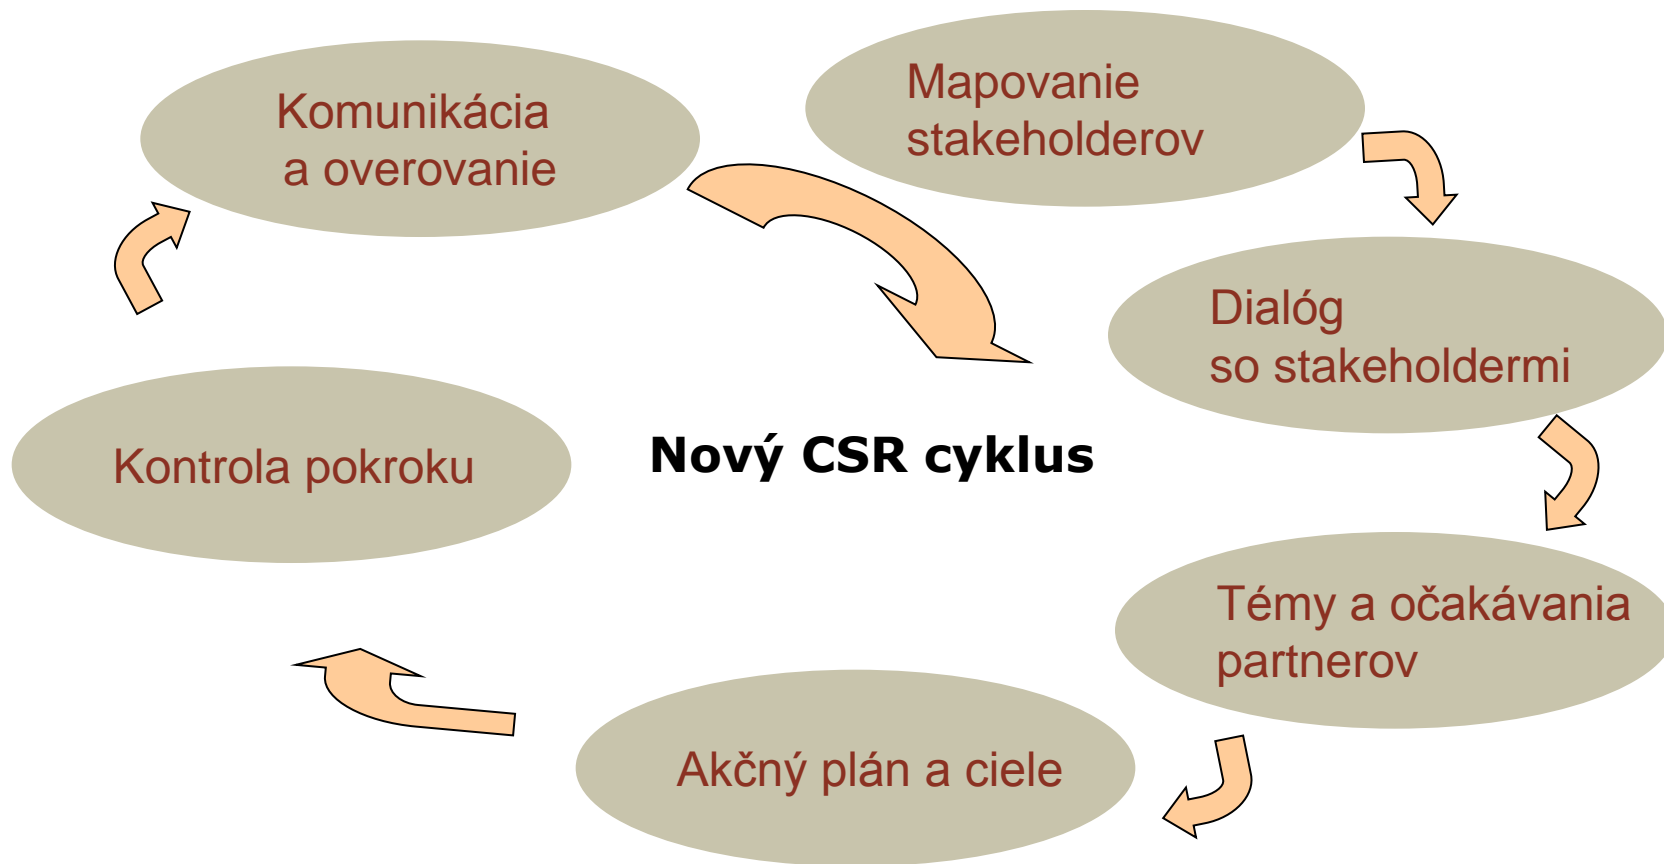 Mapovanie
stakeholderov
Dialóg
so stakeholdermi
Témy a očakávania
partnerov
Akčný plán a ciele
Kontrola pokroku
Komunikácia
a overovanie
Nový CSR cyklus